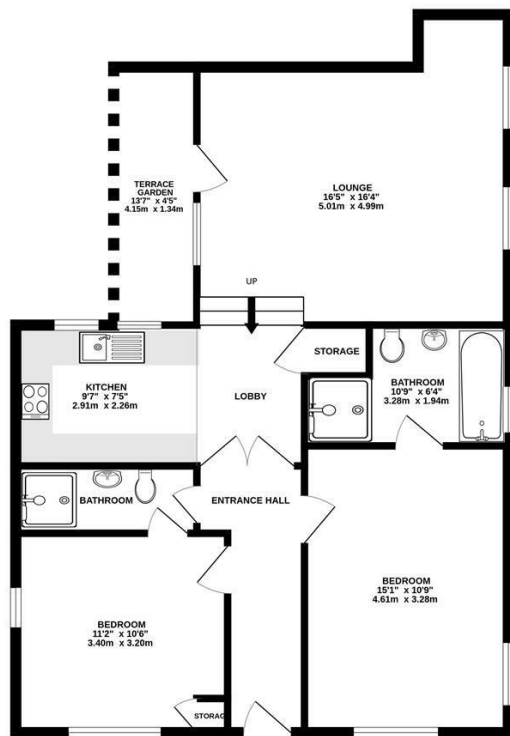 TERRACE
GARDEN
13'7" x 4'5"
4.15m x 1.34m
LOUNGE
16'5" x 16'4"
5.01m x 4.99m
UP
STORAGE
KITCHEN
9'7" x 7'5"
2.91m x 2.26m
LOBBY
BATHROOM
10'9" x 6'4"
3.28m x 1.94m
BATHROOM
ENTRANCE HALL
BEDROOM
15'1" x 10'9"
4.61m x 3.28m
BEDROOM
11'2" x 10'6"
3.40m x 3.20m
STORAG